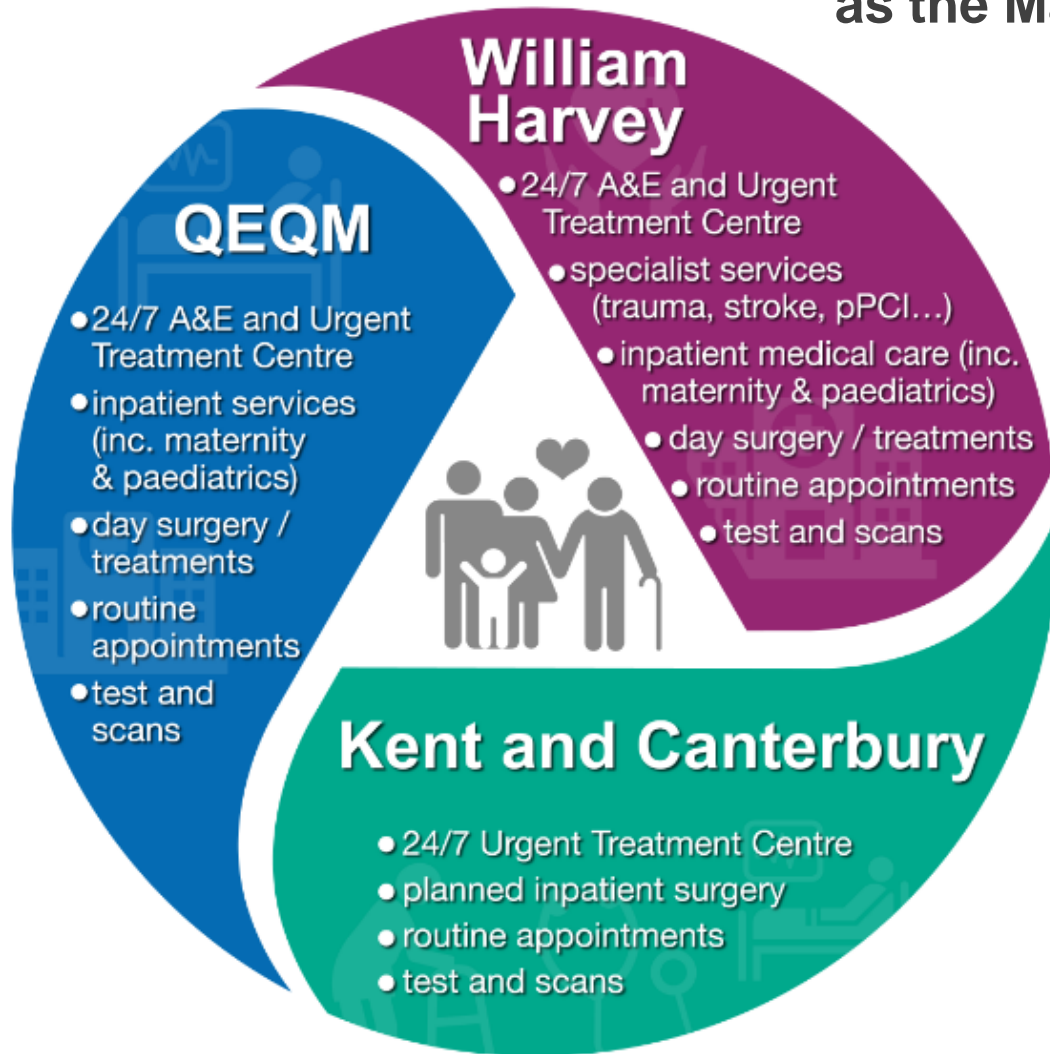 as the Ma
William
Harvey
•24/7 A&E and Urgent
Treatment Centre
•specialist services
(trauma, stroke, pPCI...)
•inpatient medical care (inc.
maternity & paediatrics)
• day surgery / treatments
• routine appointments
•test and scans
QEQM
•24/7 A&E and Urgent
Treatment Centre
•inpatient services
(inc. maternity
& paediatrics)
•day surgery /
treatments
•routine
appointments
•test and
scans
Kent and Canterbury
• 24/7 Urgent Treatment Centre
• planned inpatient surgery
• routine appointments
• test and scans